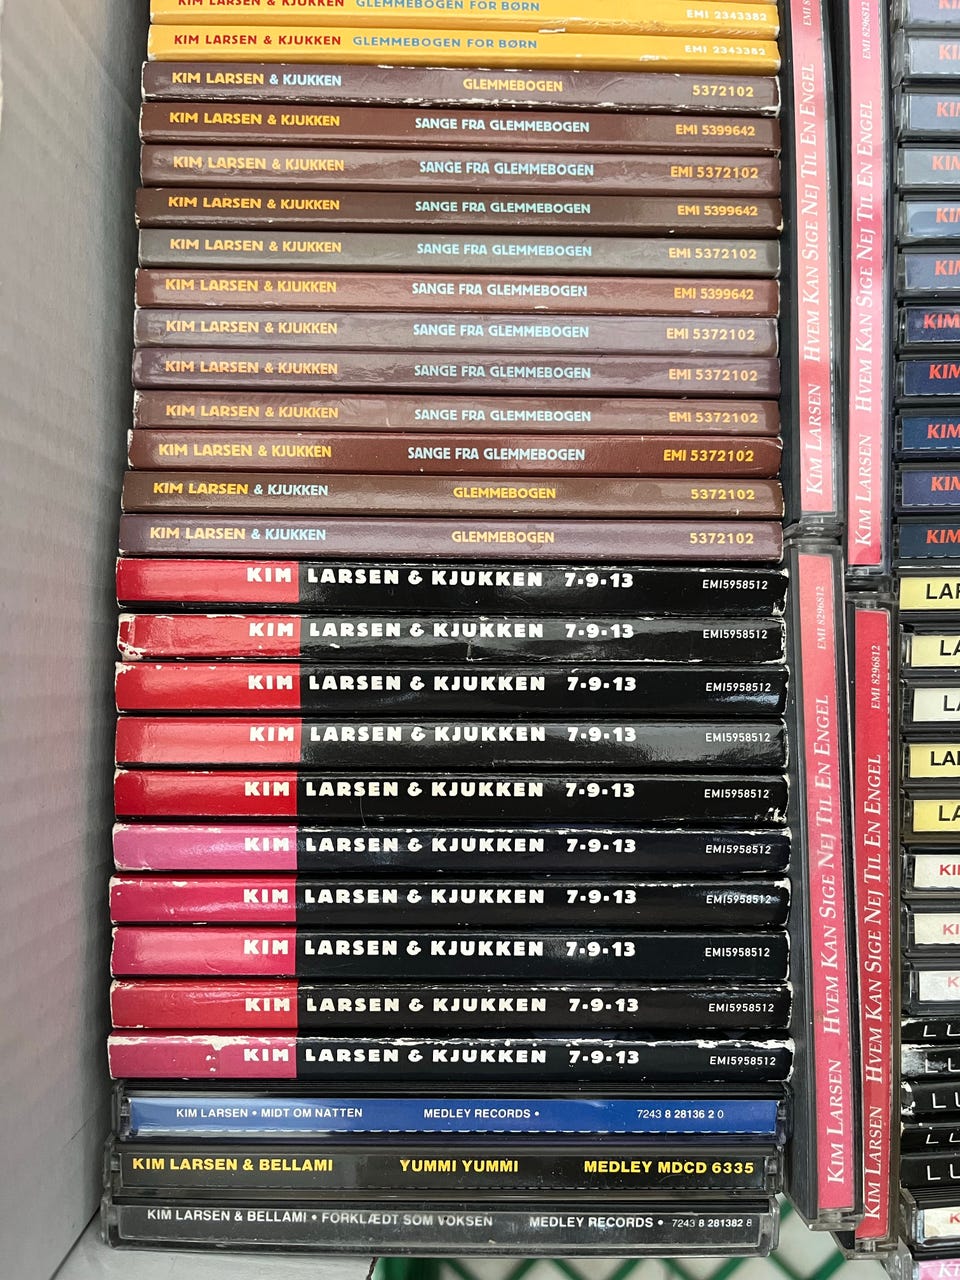 KIM LARSEN & KJUKKEN GLEMMEBOGEN FOR BØRN EMI 2343382
KIM LARSEN & KJUKKEN GLEMMEBOGEN FOR BØRN EMI 2343382
KIM LARSEN & KJUKKEN GLEMMEBOGEN 5372102
KIM LARSEN & KJUKKEN SANGE FRA GLEMMEBOGEN EMI 5399642
KIM LARSEN & KJUKKEN SANGE FRA GLEMMEBOGEN EMI 5372102
KIM LARSEN & KJUKKEN SANGE FRA GLEMMEBOGEN EMI 5399642
KIM LARSEN & KJUKKEN SANGE FRA GLEMMEBOGEN EMI 5372102
KIM LARSEN & KJUKKEN SANGE FRA GLEMMEBOGEN EMI 5399642
KIM LARSEN & KJUKKEN SANGE FRA GLEMMEBOGEN EMI 5372102
KIM LARSEN & KJUKKEN SANGE FRA GLEMMEBOGEN EMI 5372102
KIM LARSEN & KJUKKEN SANGE FRA GLEMMEBOGEN EMI 5372102
KIM LARSEN & KJUKKEN SANGE FRA GLEMMEBOGEN EMI 5372102
KIM LARSEN & KJUKKEN GLEMMEBOGEN 5372102
KIM LARSEN & KJUKKEN GLEMMEBOGEN 5372102
KIM LARSEN & KJUKKEN 7-9-13 EMI5958512
KIM LARSEN & KJUKKEN 7-9-13 EMI5958512
KIM LARSEN & KJUKKEN 7-9-13 EMI5958512
KIM LARSEN & KJUKKEN 7-9-13 EMI5958512
KIM LARSEN & KJUKKEN 7-9-13 EMI5958512
KIM LARSEN & KJUKKEN 7-9-13 EMI5958512
KIM LARSEN & KJUKKEN 7-9-13 EMI5958512
KIM LARSEN & KJUKKEN 7-9-13 EMI5958512
KIM LARSEN & KJUKKEN 7-9-13 EMI5958512
KIM LARSEN & KJUKKEN 7-9-13 EMI5958512
KIM LARSEN • MIDT OM NATTEN MEDLEY RECORDS • 7243 8 28136 2 0
KIM LARSEN & BELLAMI YUMMI YUMMI MEDLEY MDCD 6335
KIM LARSEN & BELLAMI • FORKLÆDT SOM VOKSEN MEDLEY RECORDS • 7243 8 281382 8
KIM LARSEN HVEM KAN SIGE NEJ TIL EN ENGEL
KIM LARSEN HVEM KAN SIGE NEJ TIL EN ENGEL EMI 8296812
KIM LARSEN HVEM KAN SIGE NEJ TIL EN ENGEL EMI 8296812
KIM LARSEN HVEM KAN SIGE NEJ TIL EN ENGEL EMI 8296812
KIM
KIM
KIM
KIM
KIM